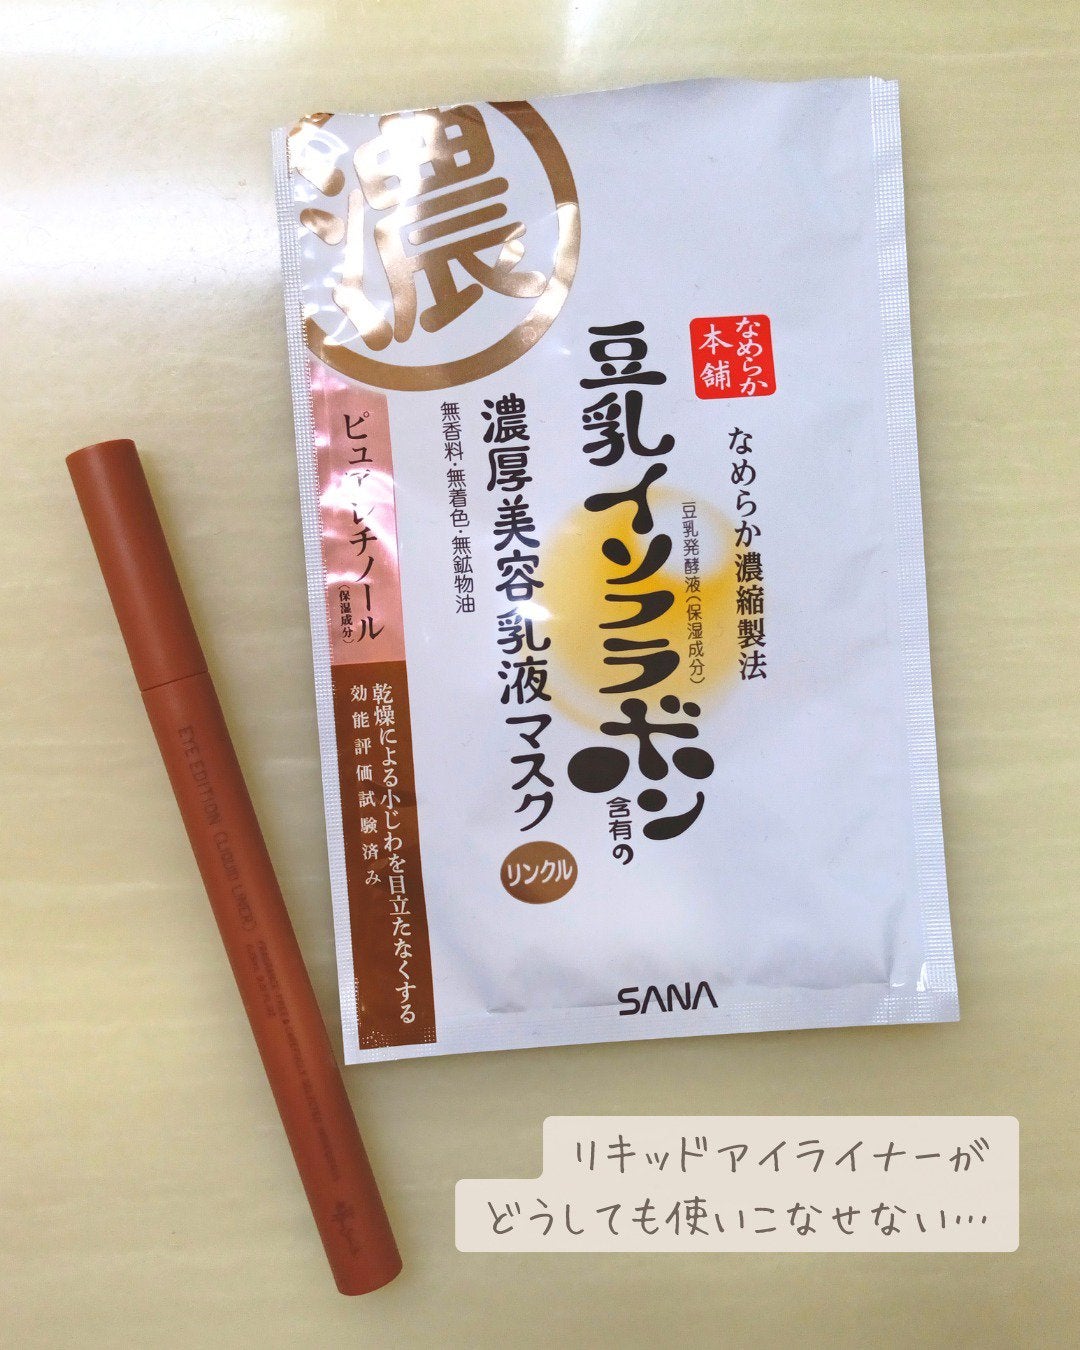 濃
なめらか
本舗
なめらか濃縮製法
豆乳発酵液(保湿成分)
豆乳イソフラボン
含有の
濃厚美容乳液マスク
リンクル
無香料・無着色・無鉱物油
ピュアレチノール
(保湿成分)
乾燥による小じわを目立たなくする
効能評価試験済み
SANA
EYE EDITION (LIQUID LINER)
リキッドアイライナーが
どうしても使いこなせない…